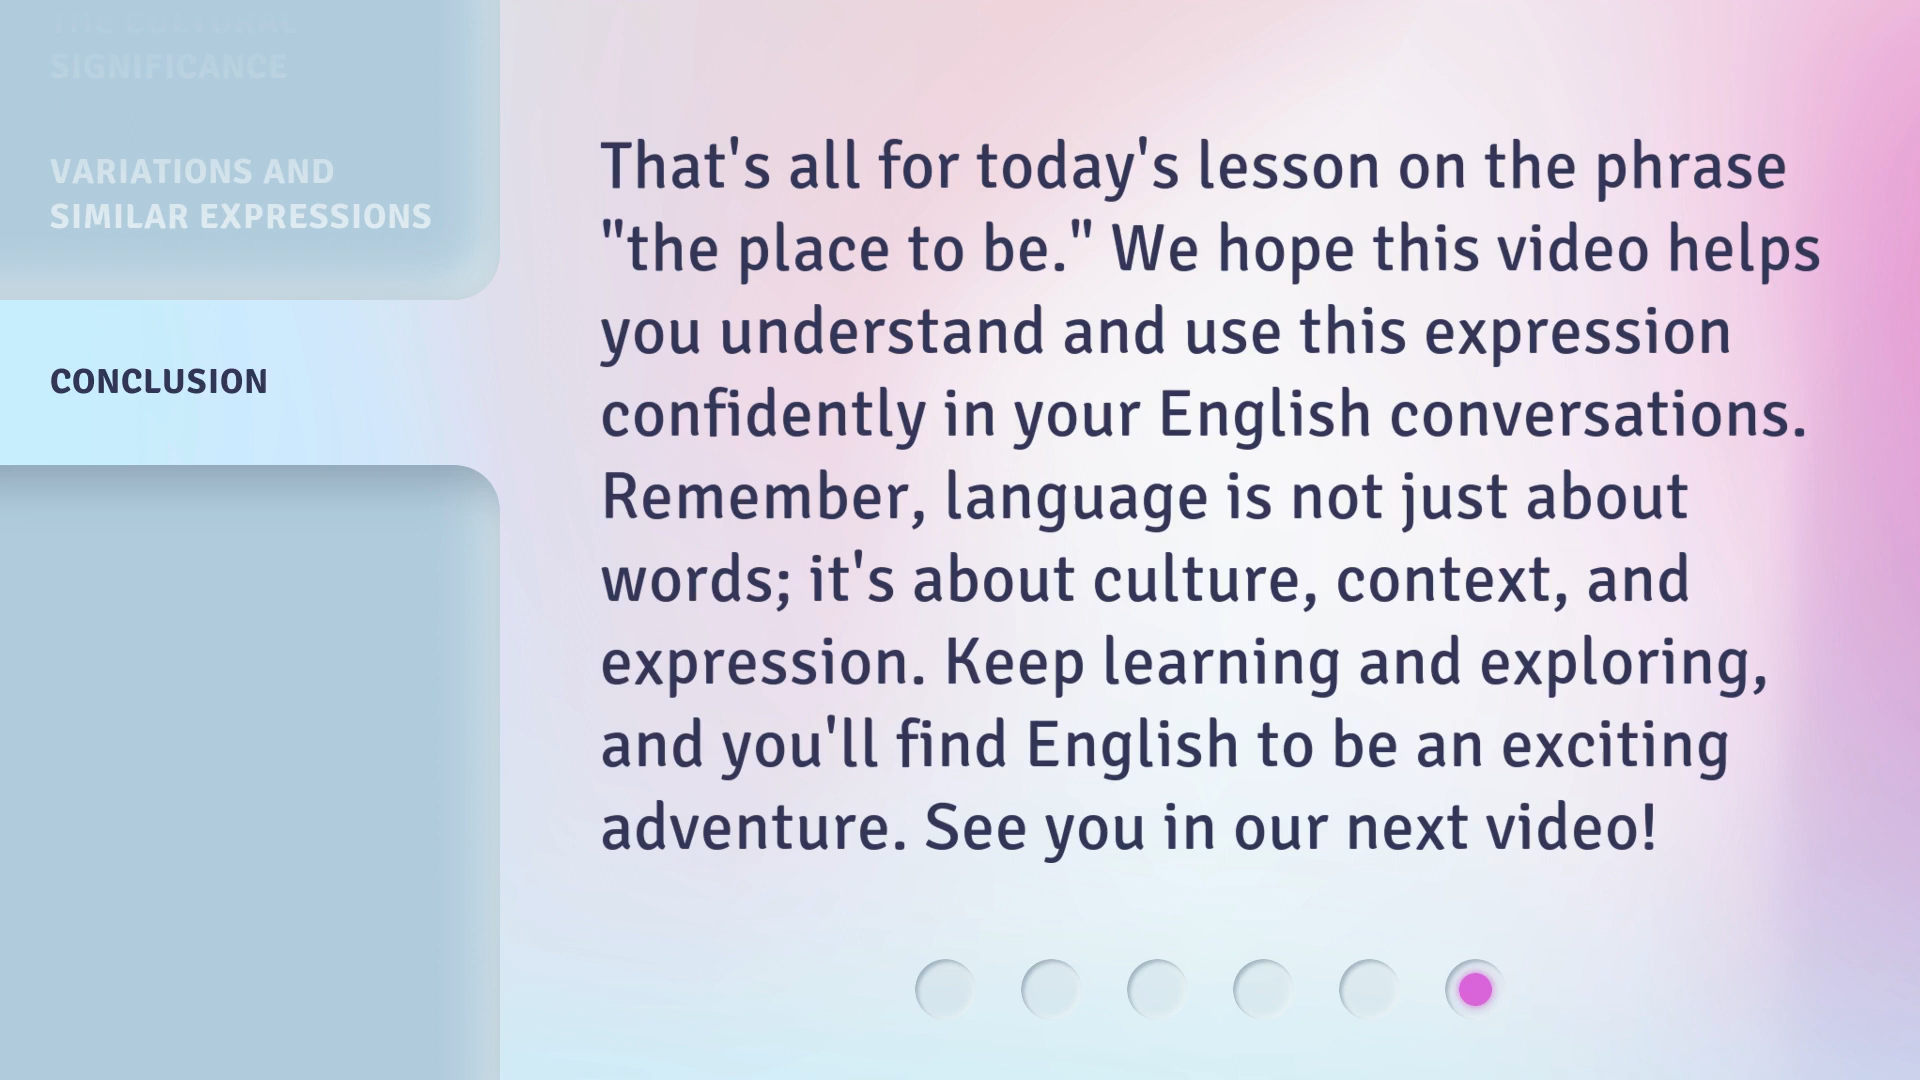 THE CULTURAL
SIGNIFICANCE
VARIATIONS AND
SIMILAR EXPRESSIONS
CONCLUSION
That's all for today's lesson on the phrase
"the place to be." We hope this video helps
you understand and use this expression
confidently in your English conversations.
Remember, language is not just about
words; it's about culture, context, and
expression. Keep learning and exploring,
and you'll find English to be an exciting
adventure. See you in our next video!